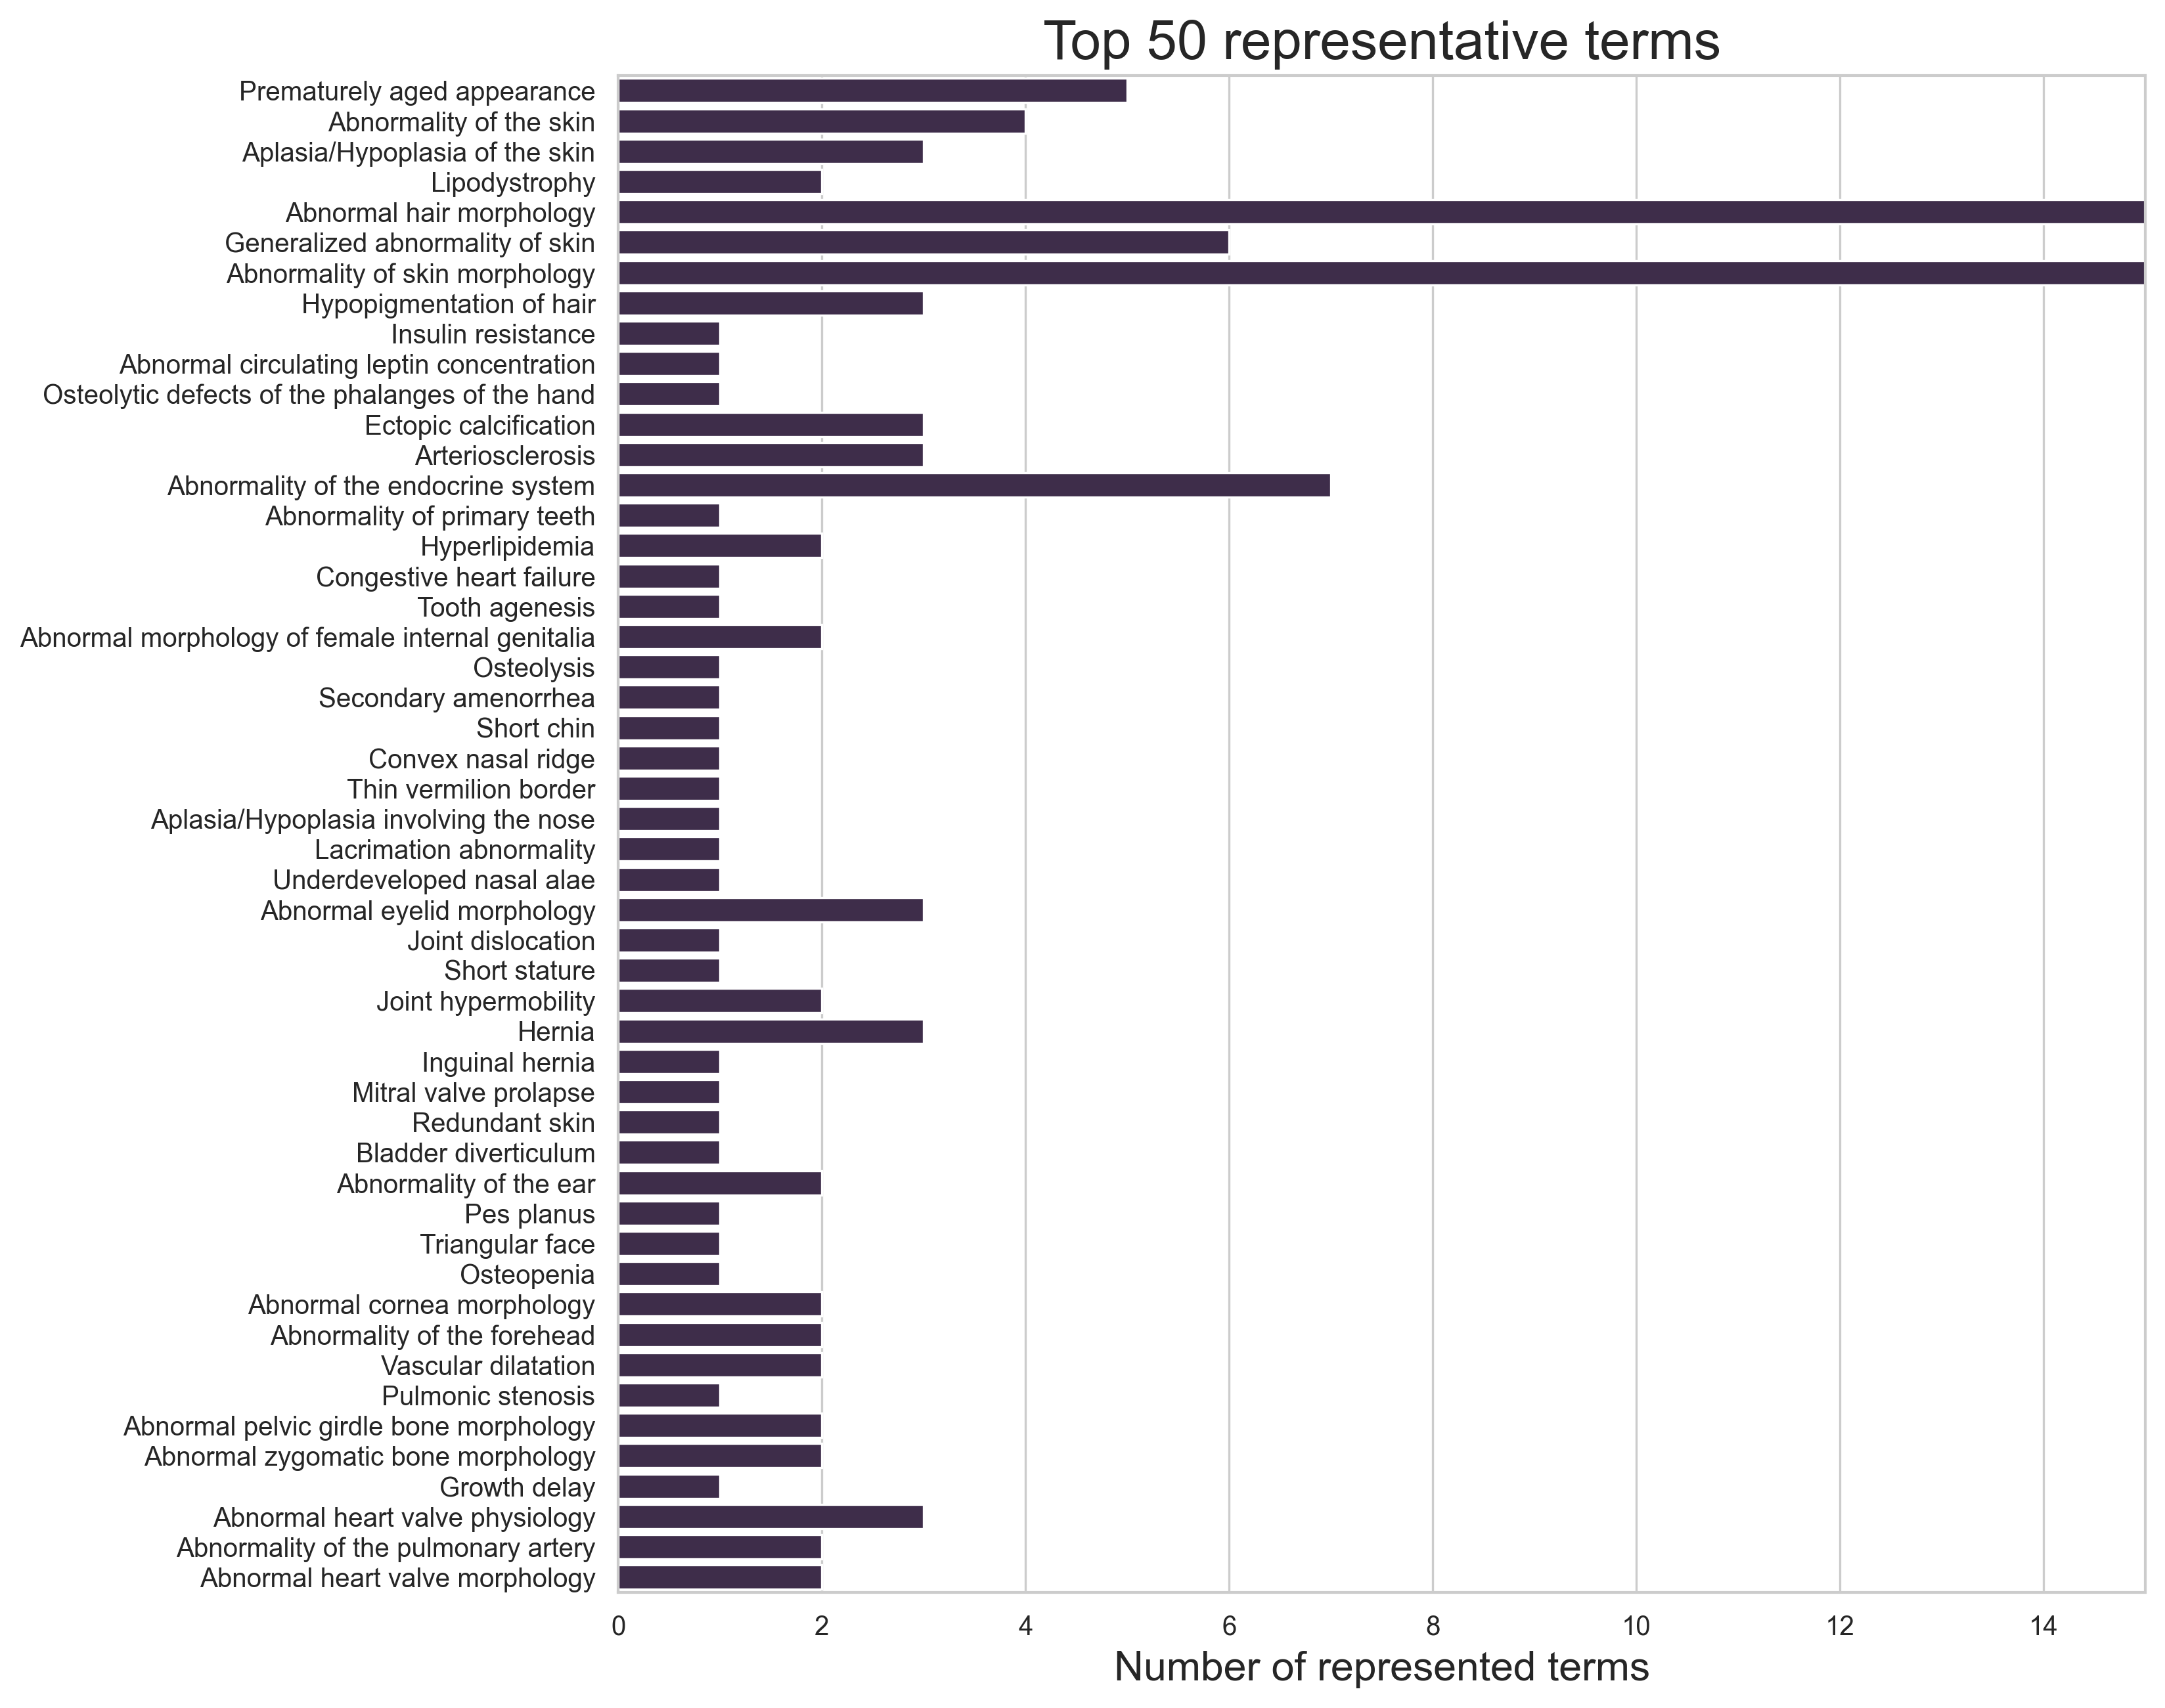 Top 50 representative terms
Prematurely aged appearance
Abnormality of the skin
Aplasia/Hypoplasia of the skin
Lipodystrophy
Abnormal hair morphology
Generalized abnormality of skin
Abnormality of skin morphology
Hypopigmentation of hair
Insulin resistance
Abnormal circulating leptin concentration
Osteolytic defects of the phalanges of the hand
Ectopic calcification
Arteriosclerosis
Abnormality of the endocrine system
Abnormality of primary teeth
Hyperlipidemia
Congestive heart failure
Tooth agenesis
Abnormal morphology of female internal genitalia
Osteolysis
Secondary amenorrhea
Short chin
Convex nasal ridge
Thin vermilion border
Aplasia/Hypoplasia involving the nose
Lacrimation abnormality
Underdeveloped nasal alae
Abnormal eyelid morphology
Joint dislocation
Short stature
Joint hypermobility
Hernia
Inguinal hernia
Mitral valve prolapse
Redundant skin
Bladder diverticulum
Abnormality of the ear
Pes planus
Triangular face
Osteopenia
Abnormal cornea morphology
Abnormality of the forehead
Vascular dilatation
Pulmonic stenosis
Abnormal pelvic girdle bone morphology
Abnormal zygomatic bone morphology
Growth delay
Abnormal heart valve physiology
Abnormality of the pulmonary artery
Abnormal heart valve morphology
0 2 4 6 8 10 12 14
Number of represented terms